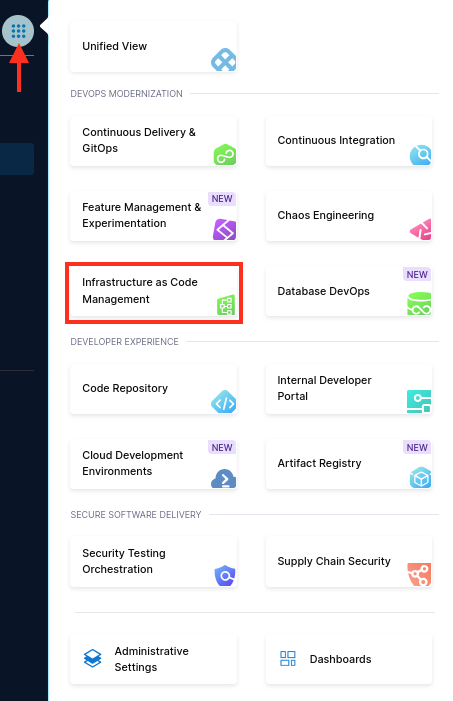 Unified View
DEVOPS MODERNIZATION
Continuous Delivery &
GitOps
Continuous Integration
NEW
Feature Management &
Experimentation
Chaos Engineering
Infrastructure as Code
Management
NEW
Database DevOps
DEVELOPER EXPERIENCE
Code Repository
Internal Developer
Portal
NEW
Cloud Development
Environments
NEW
Artifact Registry
SECURE SOFTWARE DELIVERY
Security Testing
Orchestration
Supply Chain Security
Administrative
Settings
Dashboards